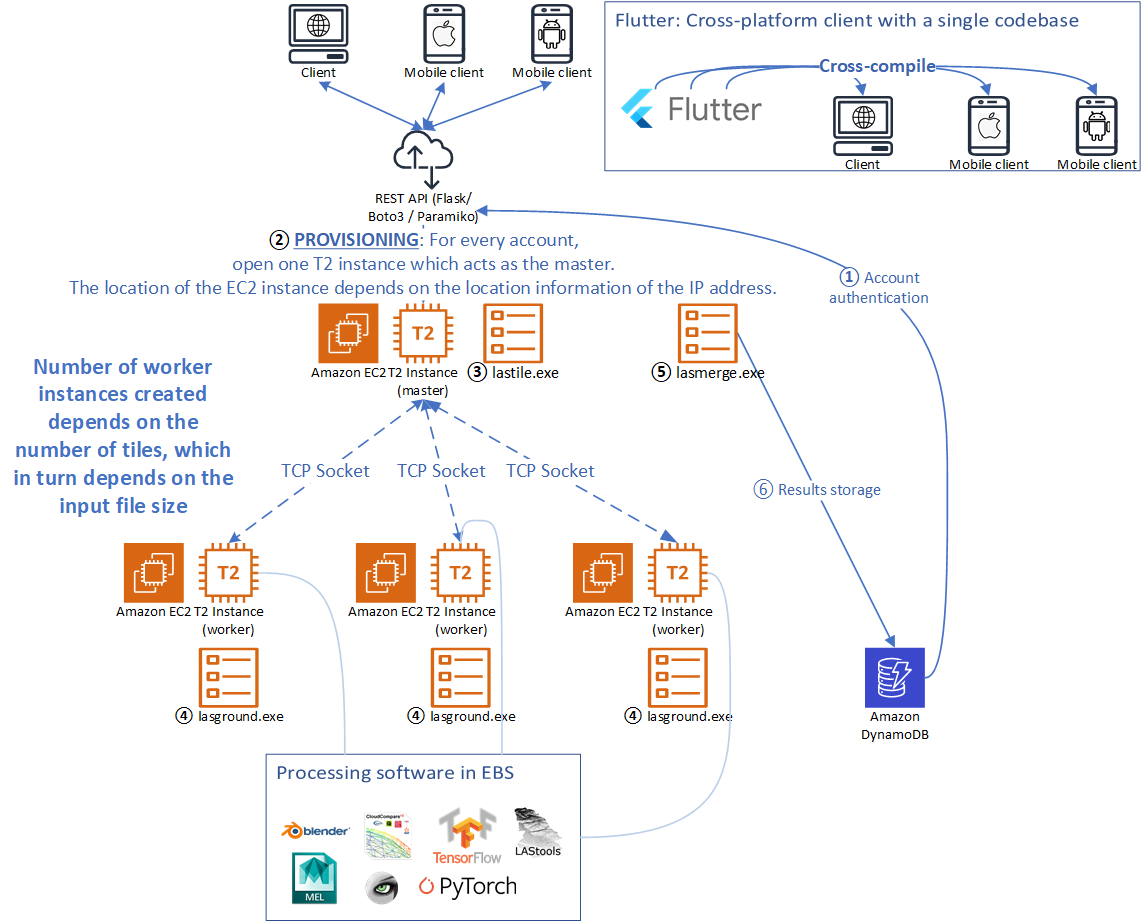 Flutter: Cross-platform client with a single codebase
Cross-compile
Flutter
Client
Mobile client
Mobile client
Client
Mobile client
Mobile client
REST API (Flask/
Boto3 / Paramiko)
② PROVISIONING: For every account,
open one T2 instance which acts as the master.
The location of the EC2 instance depends on the location information of the IP address.
① Account
authentication
T2
Amazon EC2
T2 Instance
(master)
③ lastile.exe
⑤ lasmerge.exe
Number of worker
instances created
depends on the
number of tiles, which
in turn depends on the
input file size
TCP Socket
TCP Socket
TCP Socket
⑥ Results storage
T2
T2
T2
Amazon EC2
T2 Instance
(worker)
Amazon EC2
T2 Instance
(worker)
Amazon EC2
T2 Instance
(worker)
④ lasground.exe
④ lasground.exe
④ lasground.exe
Amazon
DynamoDB
Processing software in EBS
blender
CloudCompare
TensorFlow
LAStools
MEL
PyTorch